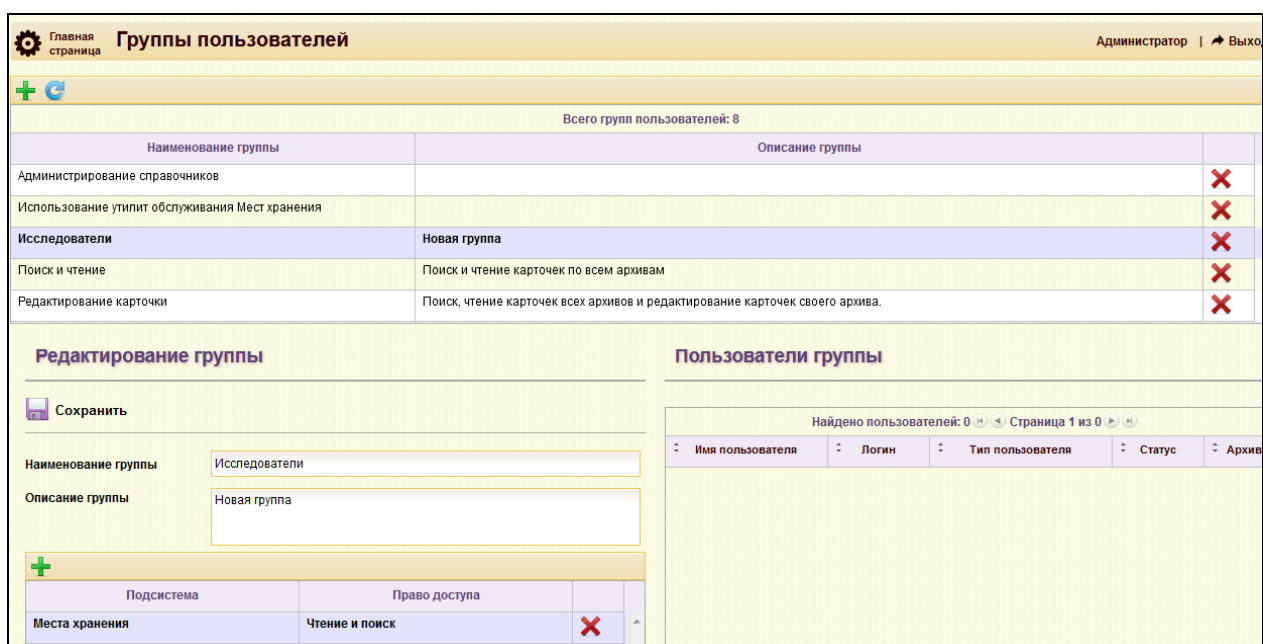 Главная страница
Группы пользователей
Администратор | Выхо
Всего групп пользователей: 8
Наименование группы Описание группы
Администрирование справочников
Использование утилит обслуживания Мест хранения
Исследователи Новая группа
Поиск и чтение Поиск и чтение карточек по всем архивам
Редактирование карточки Поиск, чтение карточек всех архивов и редактирование карточек своего архива.
Редактирование группы
Сохранить
Наименование группы Исследователи
Описание группы Новая группа
Подсистема Право доступа
Места хранения Чтение и поиск
Пользователи группы
Найдено пользователей: 0 Страница 1 из 0
Имя пользователя Логин Тип пользователя Статус Архив